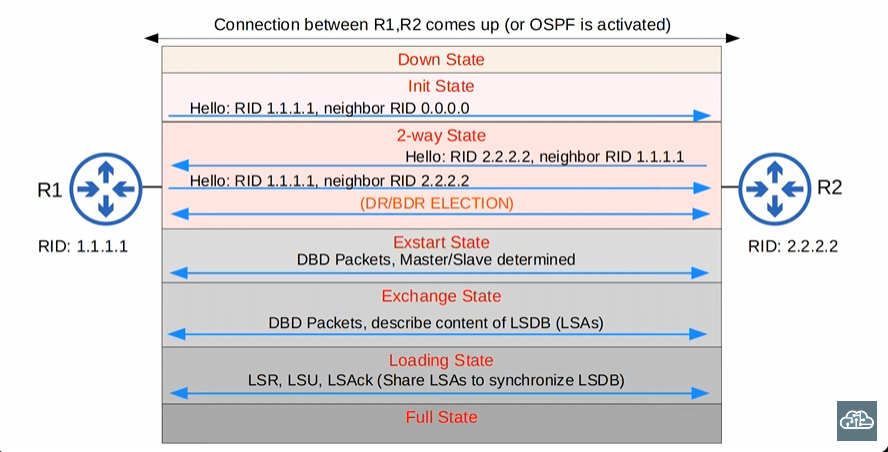 Connection between R1,R2 comes up (or OSPF is activated)
Down State
Init State
Hello: RID 1.1.1.1, neighbor RID 0.0.0.0
2-way State
Hello: RID 2.2.2.2, neighbor RID 1.1.1.1
Hello: RID 1.1.1.1, neighbor RID 2.2.2.2
(DR/BDR ELECTION)
R1
RID: 1.1.1.1
R2
RID: 2.2.2.2
Exstart State
DBD Packets, Master/Slave determined
Exchange State
DBD Packets, describe content of LSDB (LSAs)
Loading State
LSR, LSU, LSAck (Share LSAs to synchronize LSDB)
Full State